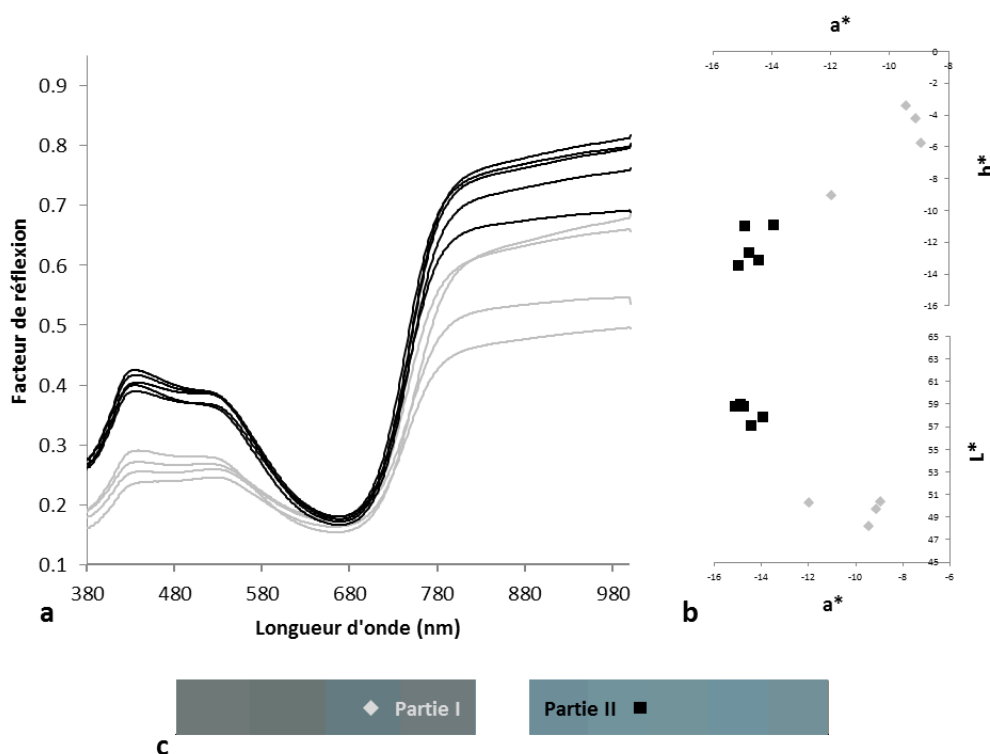 a*
-16 -14 -12 -10 -8 -6
0
-2
-4
-6
-8
-10
-12
-14
-16
b*
0.9
0.8
0.7
0.6
0.5
0.4
0.3
0.2
0.1
Facteur de réflexion
380 480 580 680 780 880 980
Longueur d'onde (nm)
a
65
63
61
59
57
55
53
51
49
47
45
L*
-16 -14 -12 -10 -8 -6
a*
b
Partie I
Partie II
c